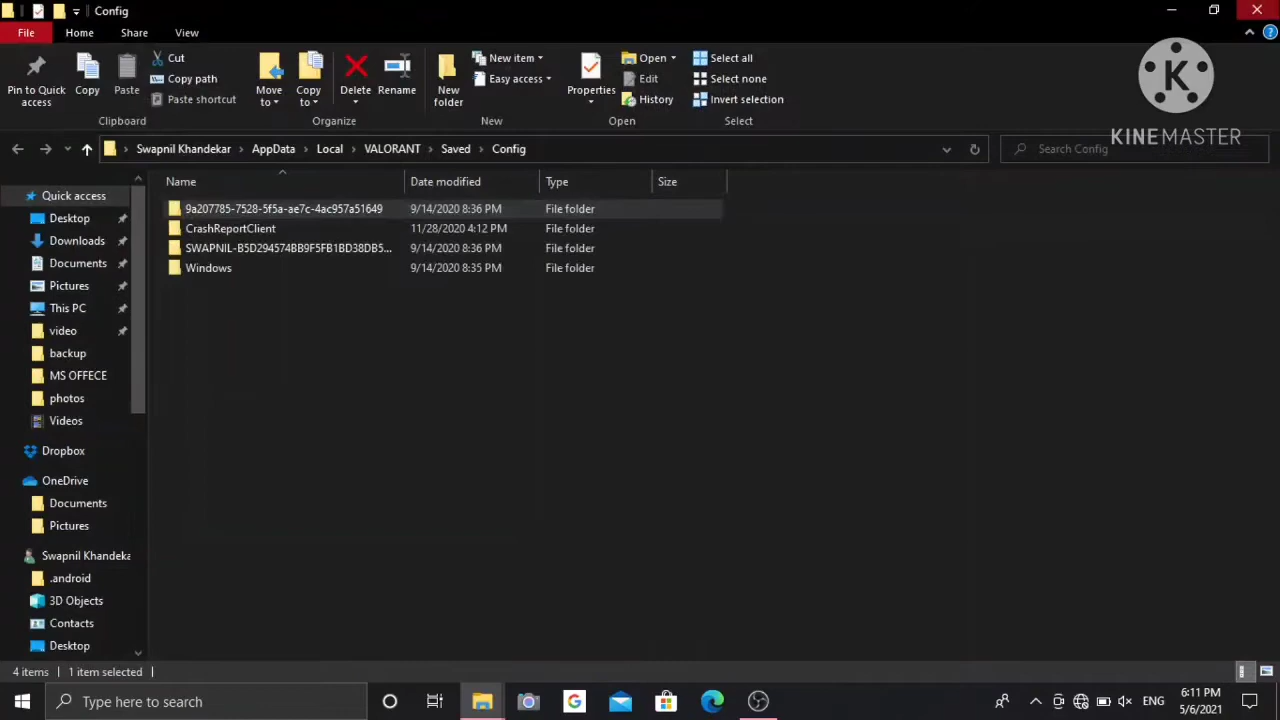 Config
File
Home
Share
View
Pin to Quick access
Copy
Paste
Cut
Copy path
Paste shortcut
Clipboard
Move to
Copy to
Delete
Rename
Organize
New folder
New item
Easy access
New
Properties
Open
Edit
History
Open
Select all
Select none
Invert selection
Select
K
KINEMASTER
Swapnil Khandekar
AppData
Local
VALORANT
Saved
Config
Search Config
Name
Date modified
Type
Size
9a207785-7528-5f5a-ae7c-4ac957a51649 9/14/2020 8:36 PM File folder
CrashReportClient 11/28/2020 4:12 PM File folder
SWAPNIL-B5D294574BB9F5FB1BD38DB5... 9/14/2020 8:36 PM File folder
Windows 9/14/2020 8:35 PM File folder
Quick access
Desktop
Downloads
Documents
Pictures
This PC
video
backup
MS OFFECE
photos
Videos
Dropbox
OneDrive
Documents
Pictures
Swapnil Khandeka
.android
3D Objects
Contacts
Desktop
4 items
1 item selected
Type here to search
G
ENG
6:11 PM
5/6/2021